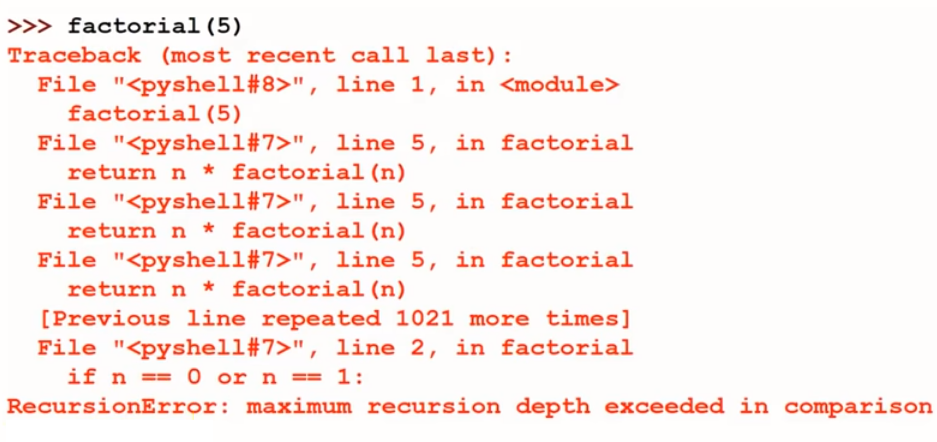 >>> factorial(5)
Traceback (most recent call last):
  File "<pyshell#8>", line 1, in <module>
    factorial(5)
  File "<pyshell#7>", line 5, in factorial
    return n * factorial(n)
  File "<pyshell#7>", line 5, in factorial
    return n * factorial(n)
  File "<pyshell#7>", line 5, in factorial
    return n * factorial(n)
  [Previous line repeated 1021 more times]
  File "<pyshell#7>", line 2, in factorial
    if n == 0 or n == 1:
RecursionError: maximum recursion depth exceeded in comparison